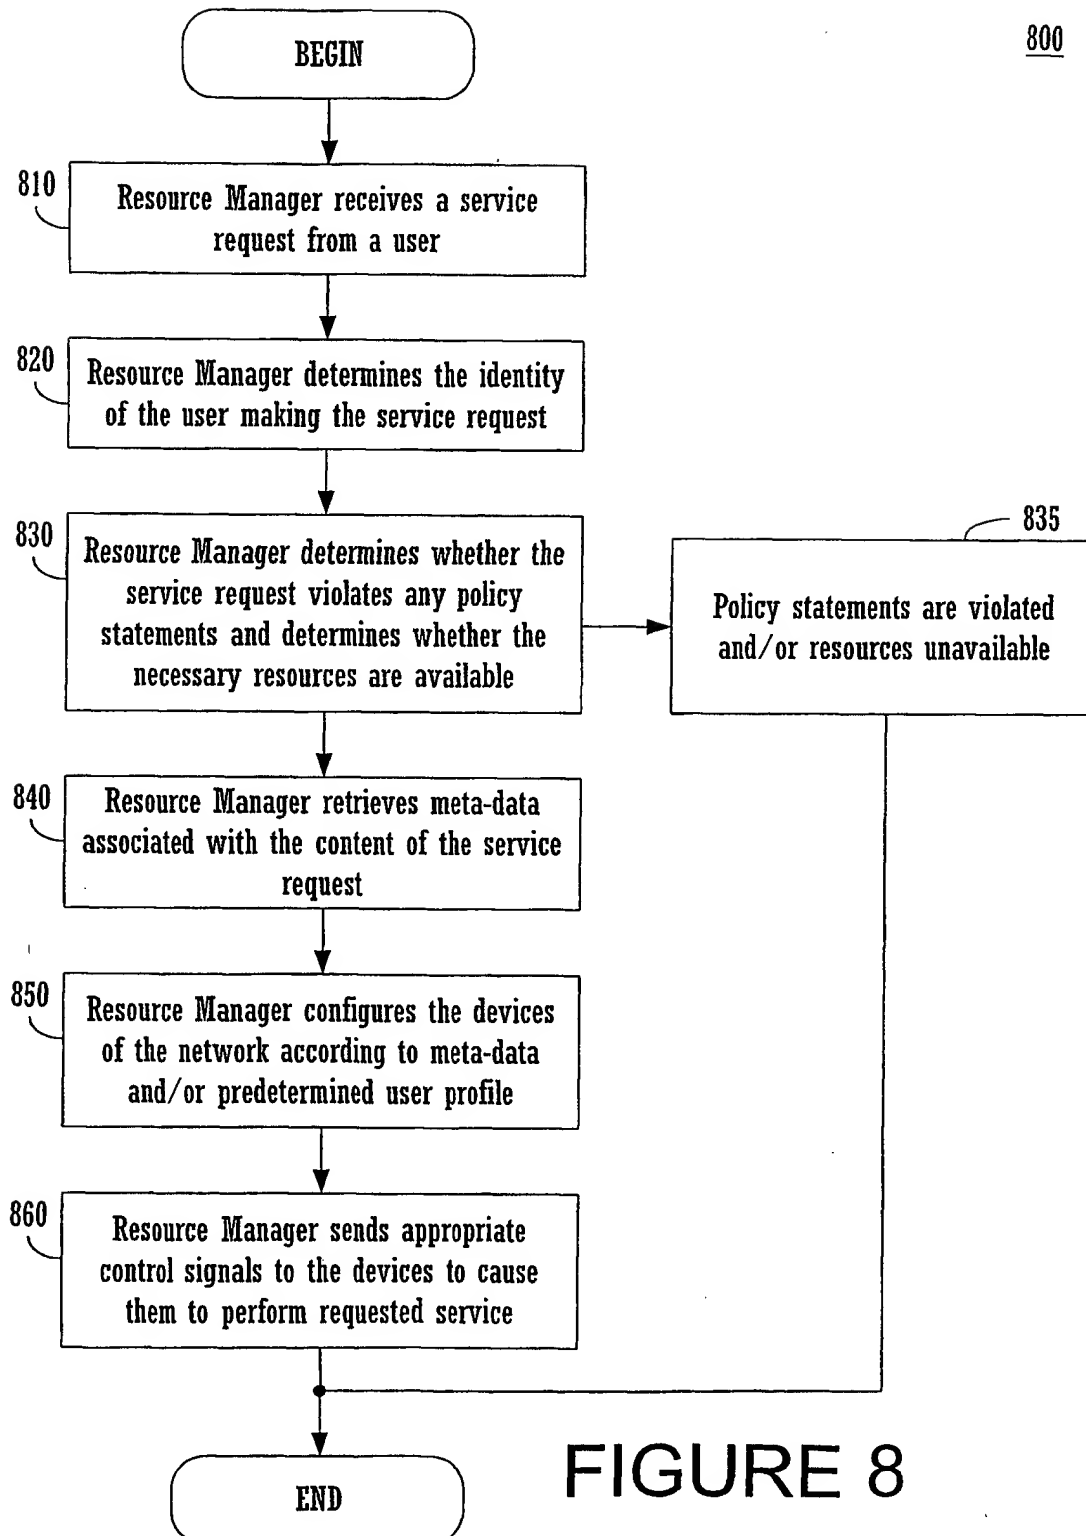 800
BEGIN
810
Resource Manager receives a service
request from a user
820
Resource Manager determines the identity
of the user making the service request
830
Resource Manager determines whether the
service request violates any policy
statements and determines whether the
necessary resources are available
835
Policy statements are violated
and/or resources unavailable
840
Resource Manager retrieves meta-data
associated with the content of the service
request
850
Resource Manager configures the devices
of the network according to meta-data
and/or predetermined user profile
860
Resource Manager sends appropriate
control signals to the devices to cause
them to perform requested service
END
FIGURE 8